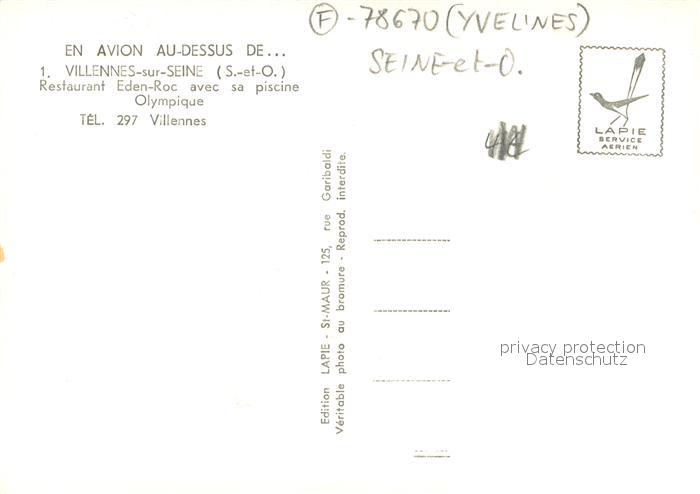 Ⓕ-78670 (YVELINES)
SEINE-et-O.
EN AVION AU-DESSUS DE...
1. VILLENNES-sur-SEINE (S.-et-O.)
Restaurant Eden-Roc avec sa piscine
Olympique
TÉL. 297 Villennes
LAPIE
SERVICE
AERIEN
Edition LAPIE - St-MAUR - 125, rue Garibaldi
Véritable photo au bromure - Reprod. interdite.
privacy protection
Datenschutz